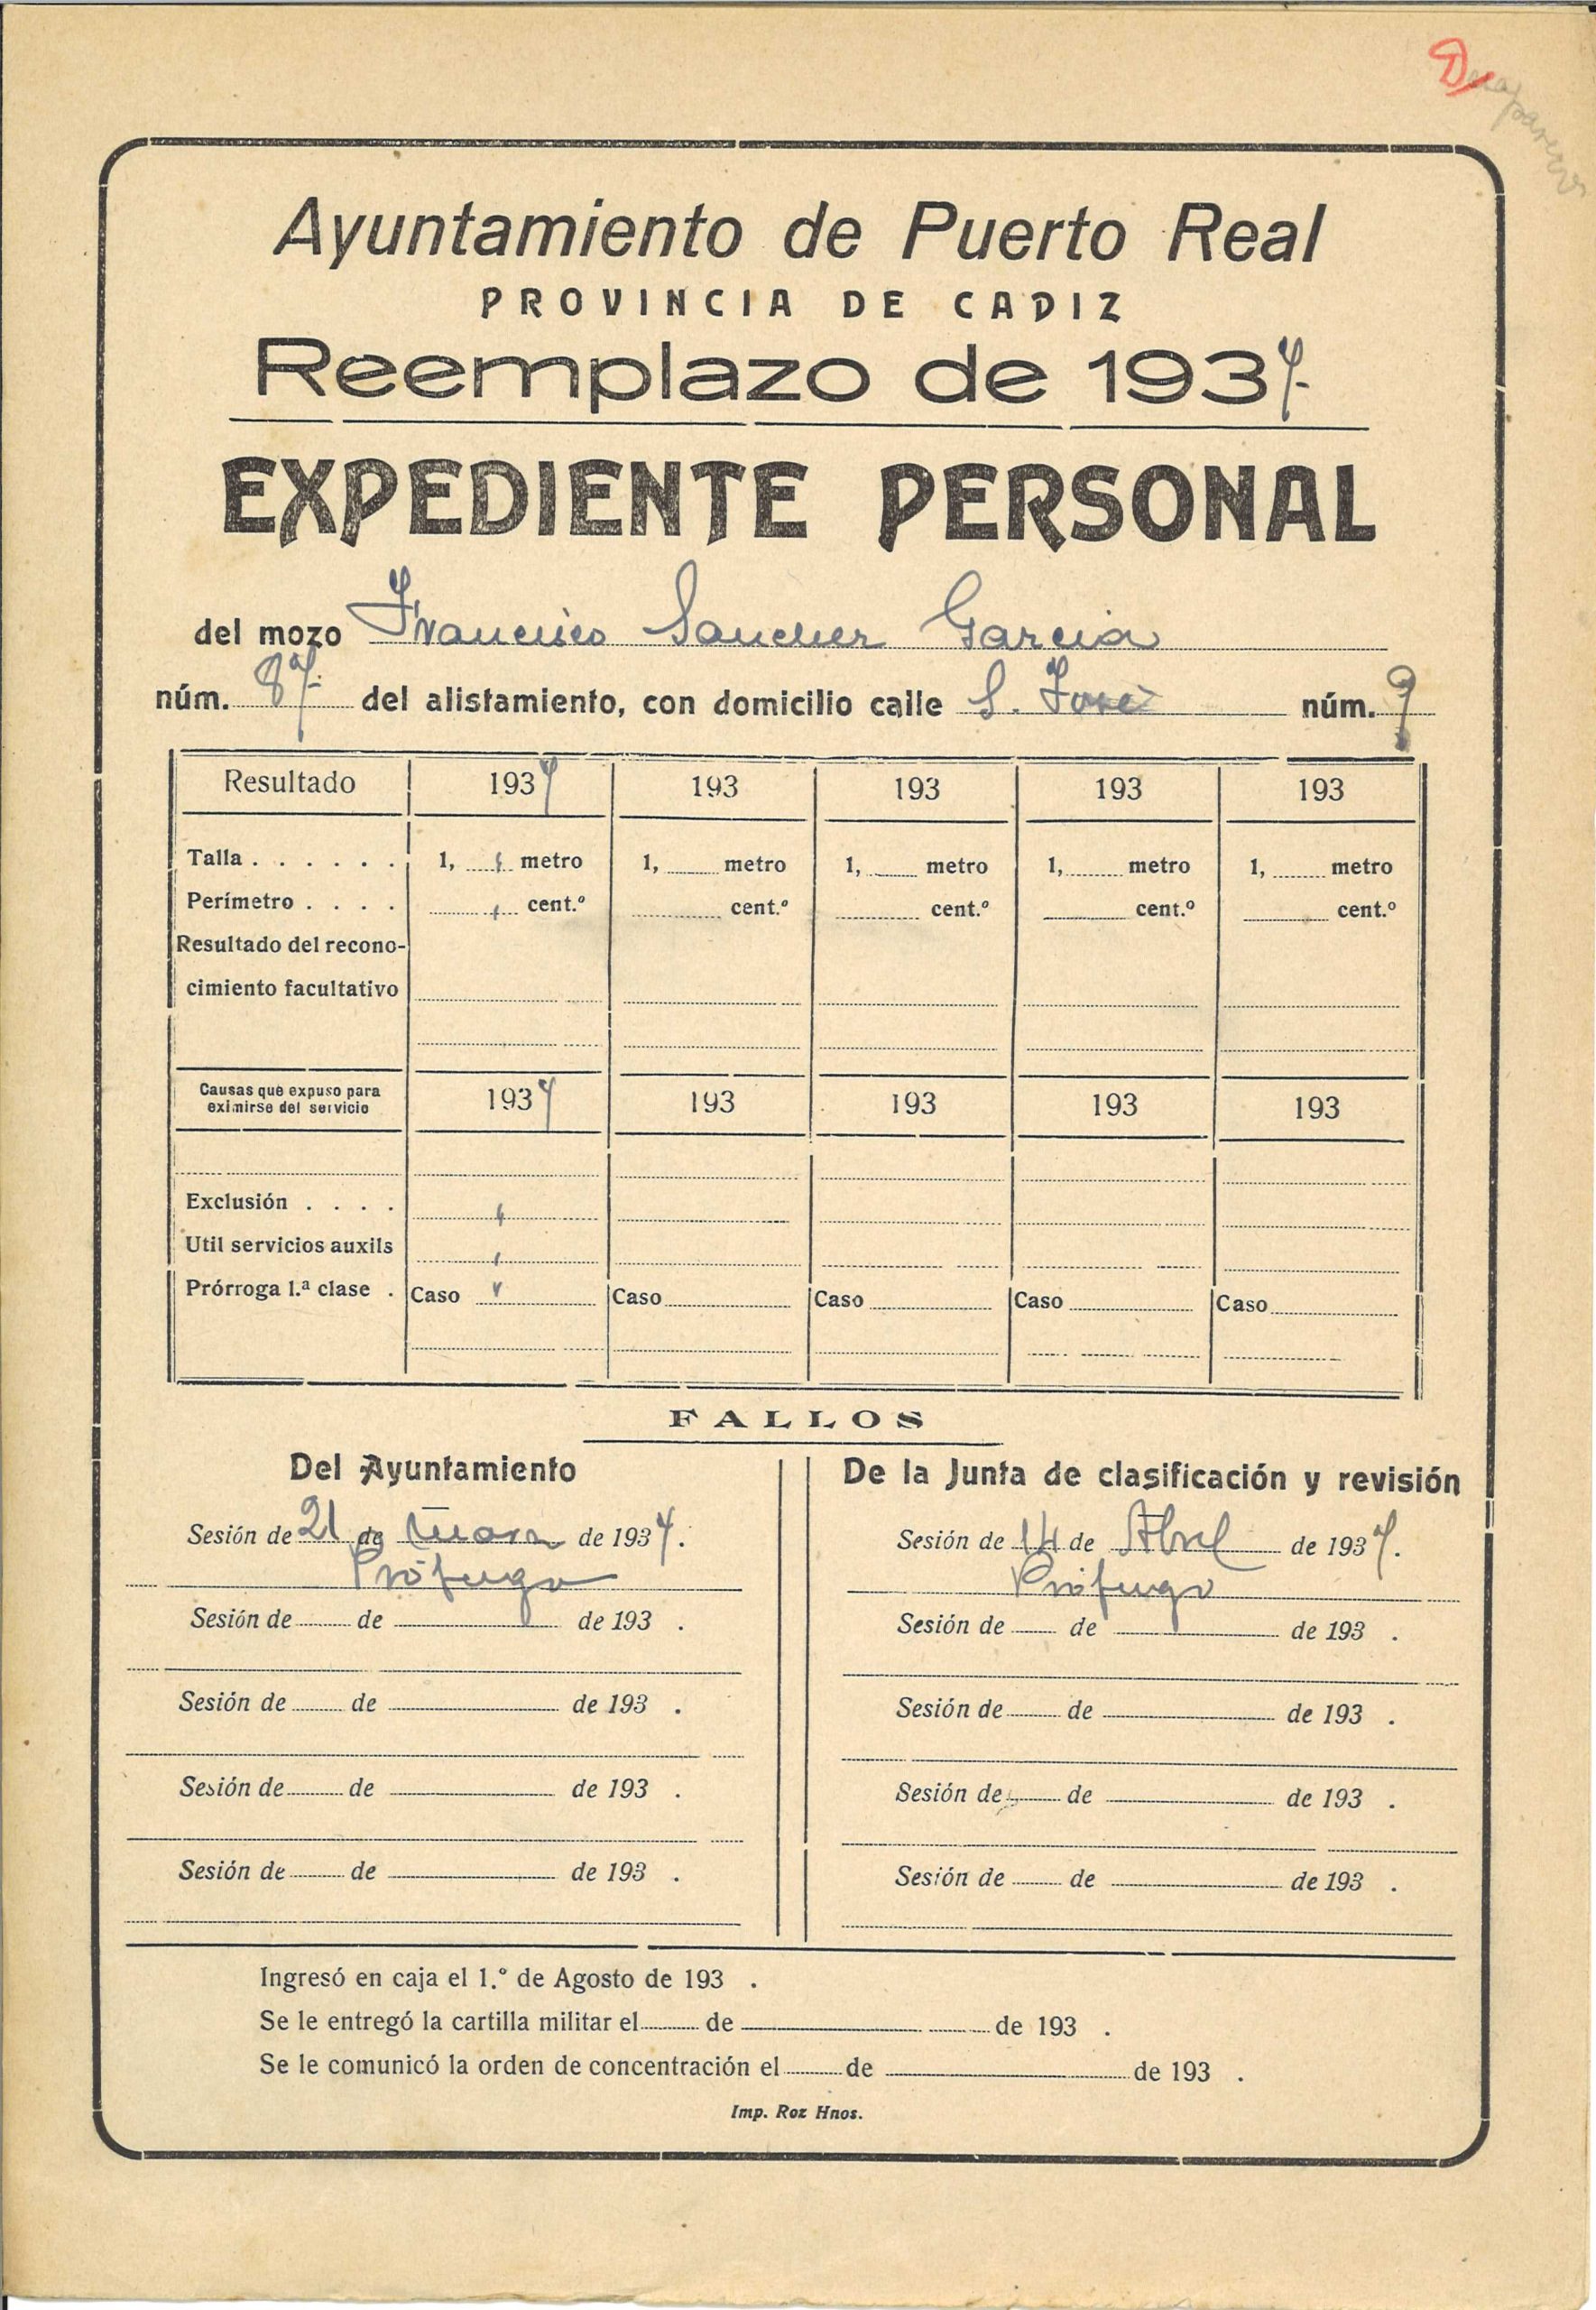 D
Ayuntamiento de Puerto Real
PROVINCIA DE CADIZ
Reemplazo de 1937
EXPEDIENTE PERSONAL
del mozo Francisco Sanchez Garcia
núm. 87 del alistamiento, con domicilio calle S. José núm. 9
Resultado 1937 193 193 193 193
Talla . . . . . . 1, metro 1, metro 1, metro 1, metro 1, metro
Perímetro . . . . cent.º cent.º cent.º cent.º cent.º
Resultado del recono-
cimiento facultativo
Causas que expuso para
eximirse del servicio 1937 193 193 193 193
Exclusión . . . .
Util servicios auxils
Prórroga 1.ª clase . Caso Caso Caso Caso Caso
FALLOS
Del Ayuntamiento
Sesión de 21 de Marzo de 1937.
Prófugo
Sesión de de de 193 .
Sesión de de de 193 .
Sesión de de de 193 .
Sesión de de de 193 .
De la Junta de clasificación y revisión
Sesión de 14 de Abril de 1937.
Prófugo
Sesión de de de 193 .
Sesión de de de 193 .
Sesión de de de 193 .
Sesión de de de 193 .
Ingresó en caja el 1.º de Agosto de 193 .
Se le entregó la cartilla militar el de de 193 .
Se le comunicó la orden de concentración el de de 193 .
Imp. Roz Hnos.